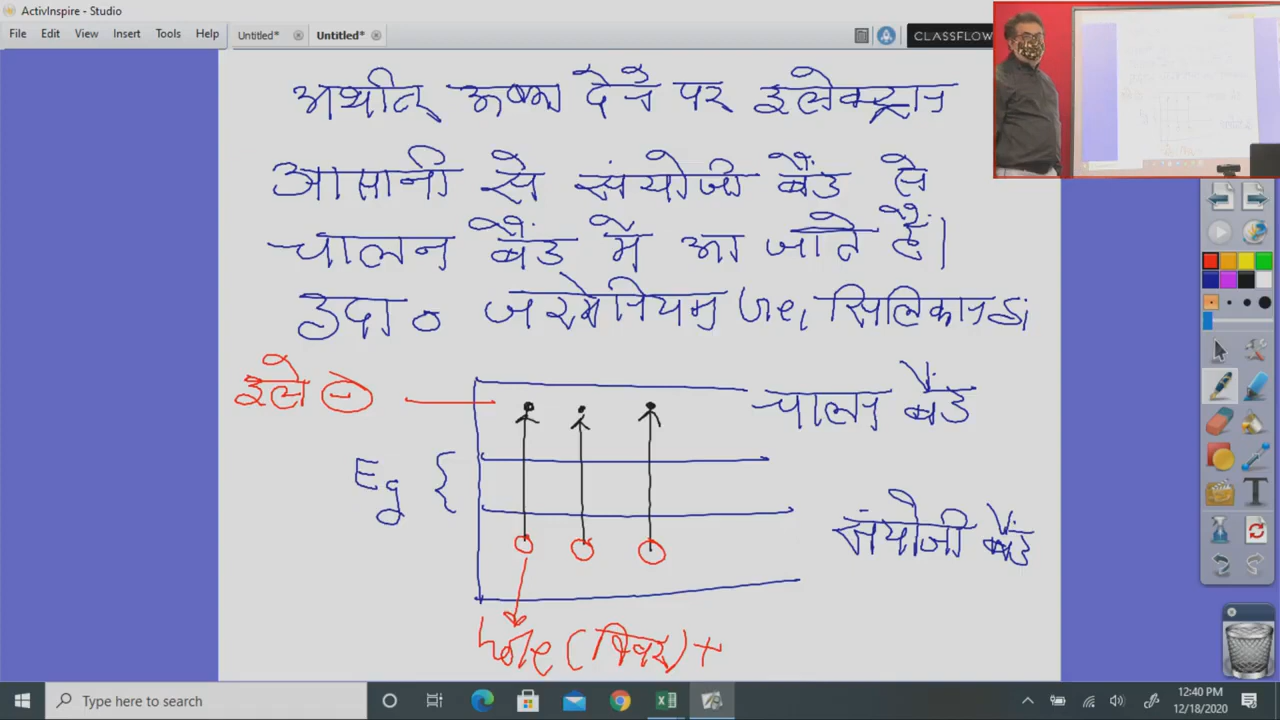 ActivInspire - Studio
File Edit View Insert Tools Help Untitled* Untitled* CLASSFLOW
अर्थात् ऊष्मा देने पर इलेक्ट्रान
आसानी से संयोजी बैंड से
चालन बैंड में आ जाते हैं।
उदा० जरमेनियम Ge, सिलिकान Si
इले -
चालन बैंड
Eg {
संयोजी बैंड
hole (विवर) +
Type here to search
12:40 PM
12/18/2020